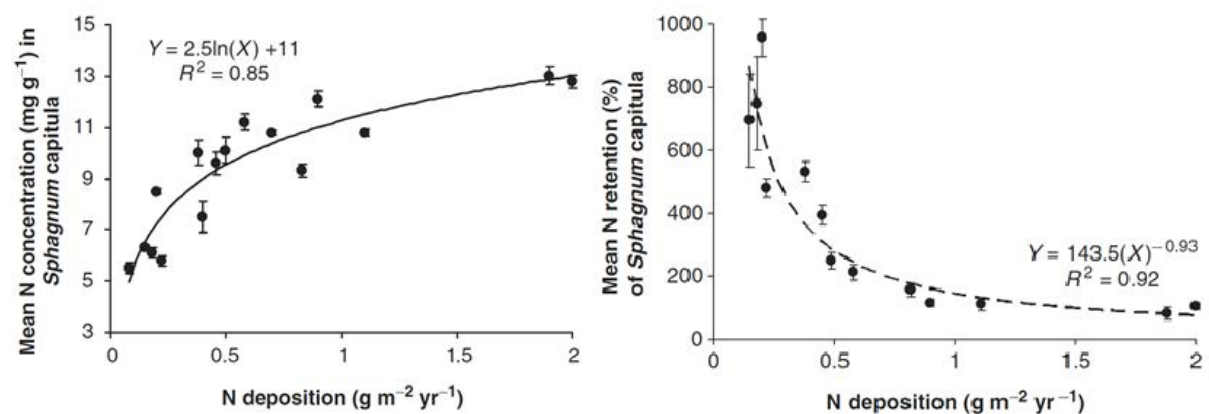 Mean N concentration (mg g⁻¹) in
Sphagnum capitula
15
13
11
9
7
5
3
Y = 2.5ln(X) +11
R² = 0.85
0
0.5
1
1.5
2
N deposition (g m⁻² yr⁻¹)
Mean N retention (%)
of Sphagnum capitula
1000
800
600
400
200
0
Y = 143.5(X)⁻⁰·⁹³
R² = 0.92
0
0.5
1
1.5
2
N deposition (g m⁻² yr⁻¹)